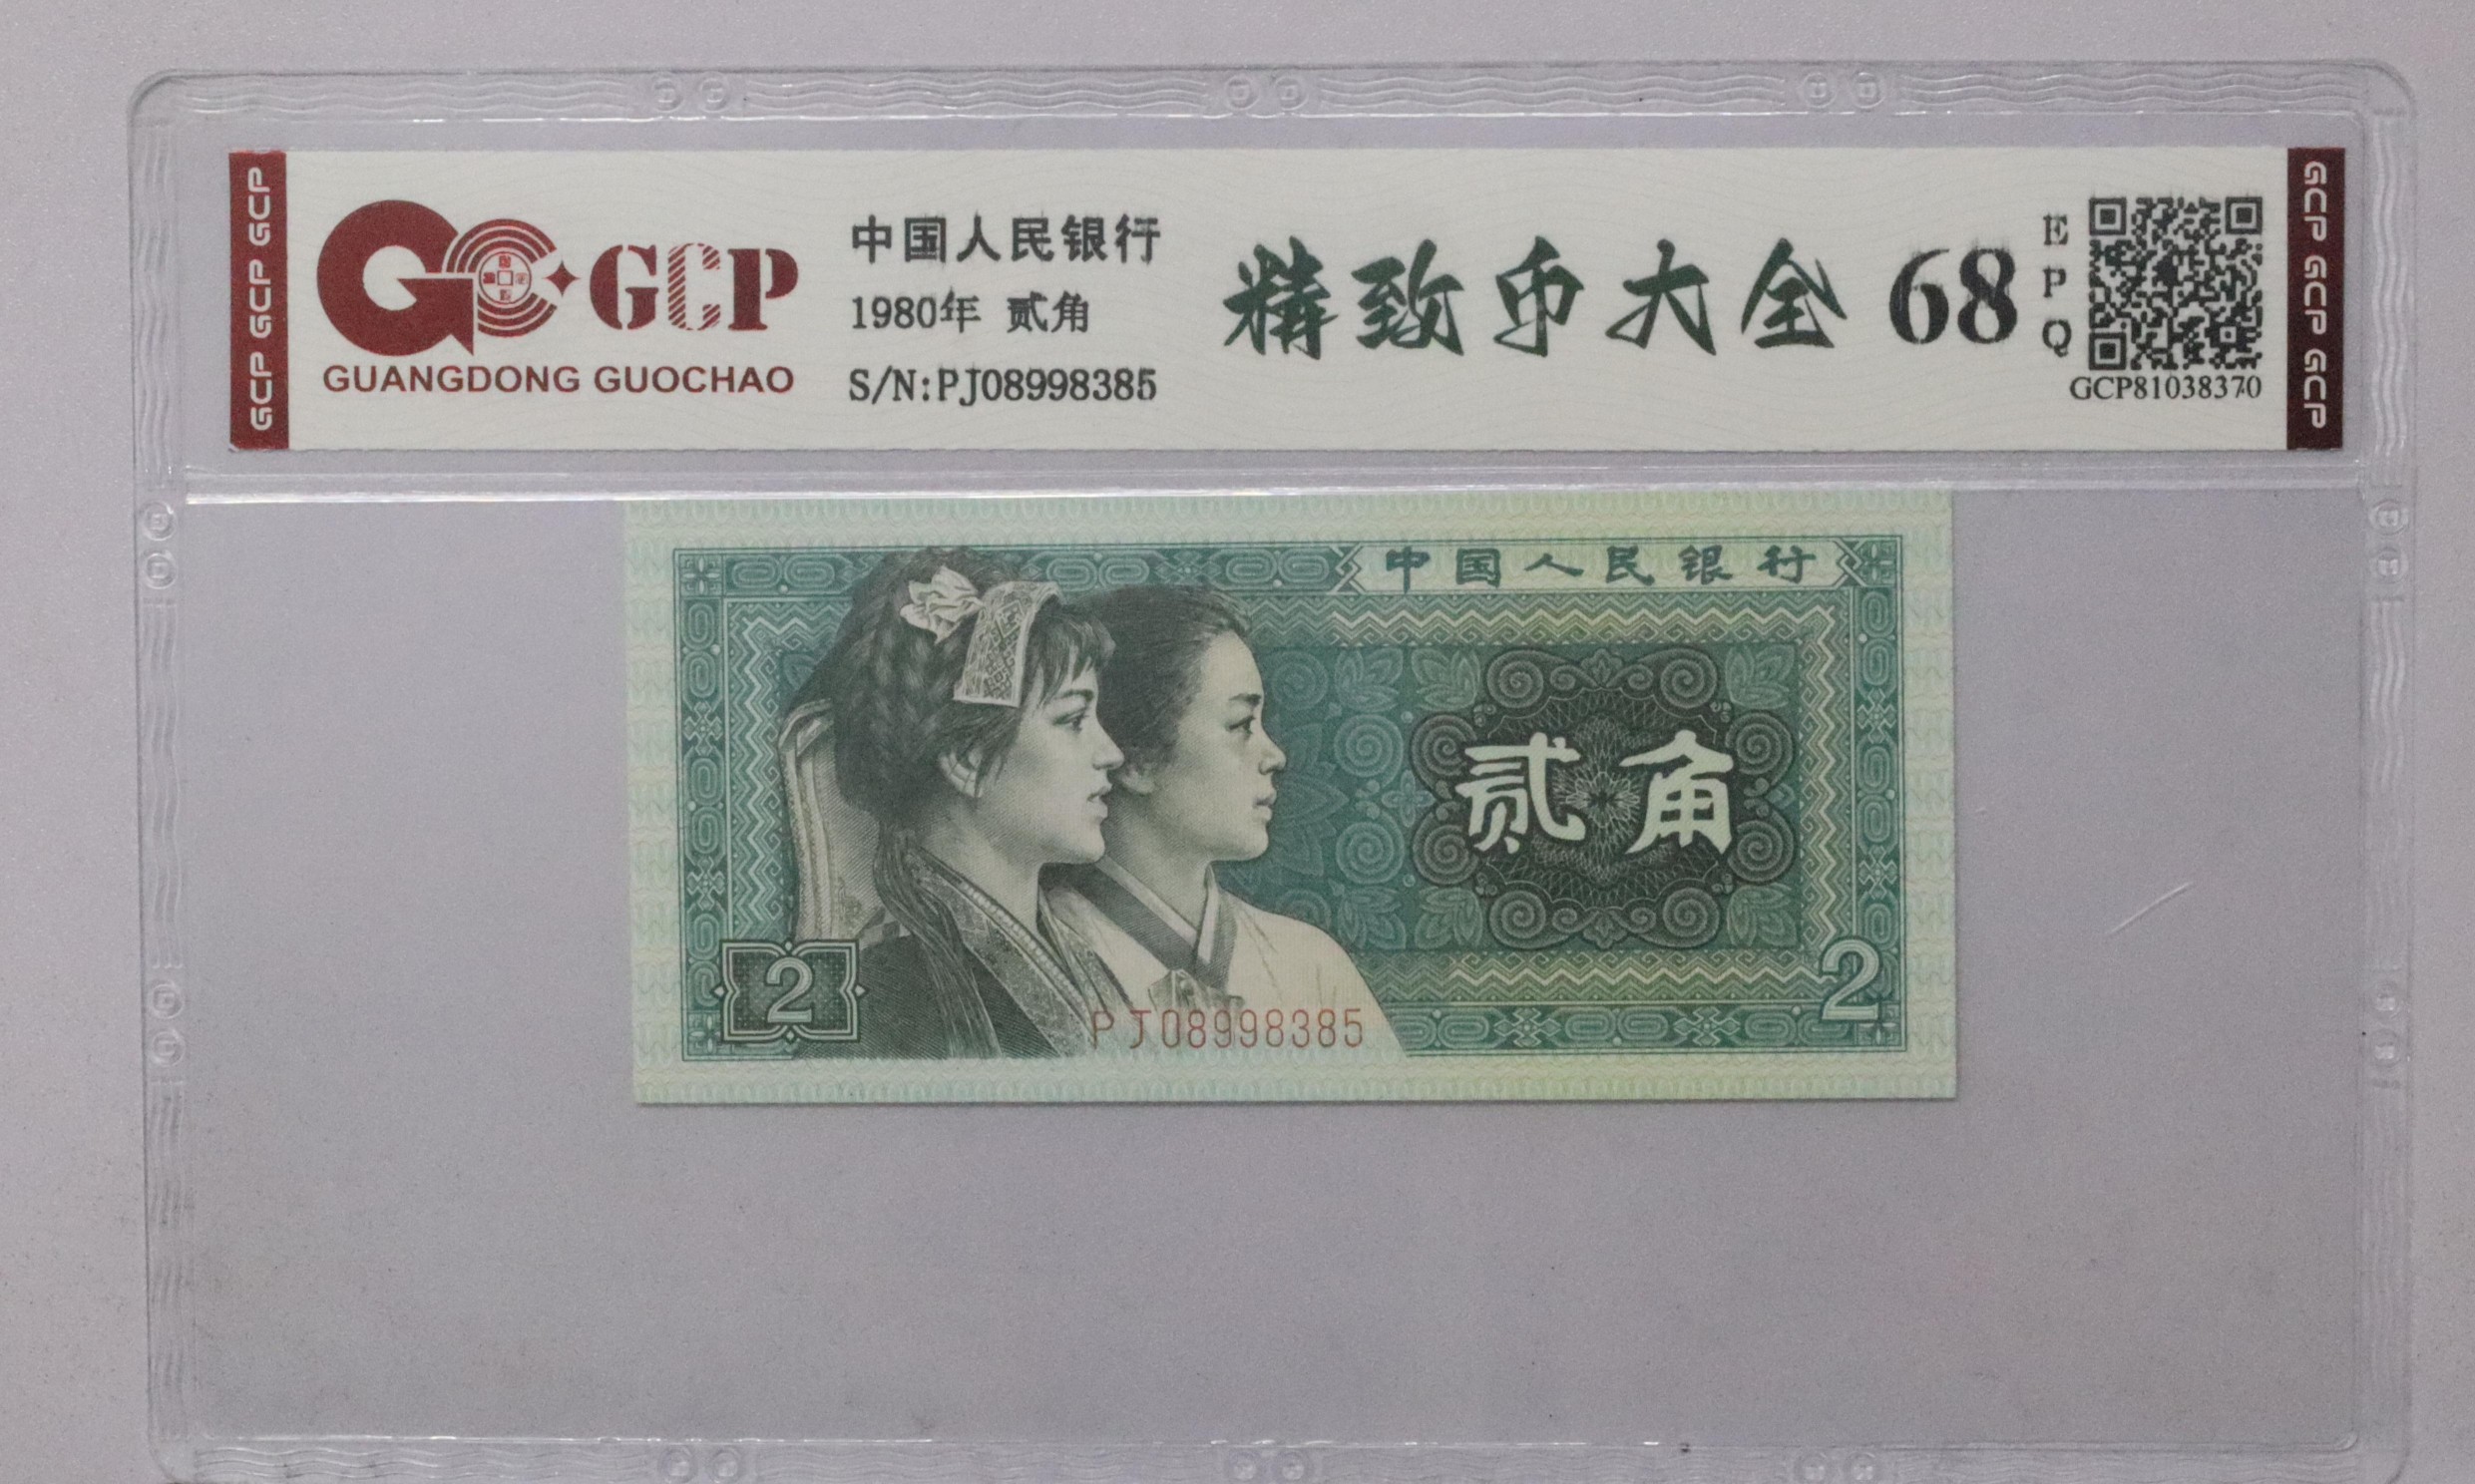 GCP GCP GCP
GCP
GUANGDONG GUOCHAO
中国人民银行
1980年 贰角
S/N:PJ08998385
精致币大全
68
EPQ
GCP81038370
GCP GCP GCP
中国人民银行
贰角
2
2
PJ08998385